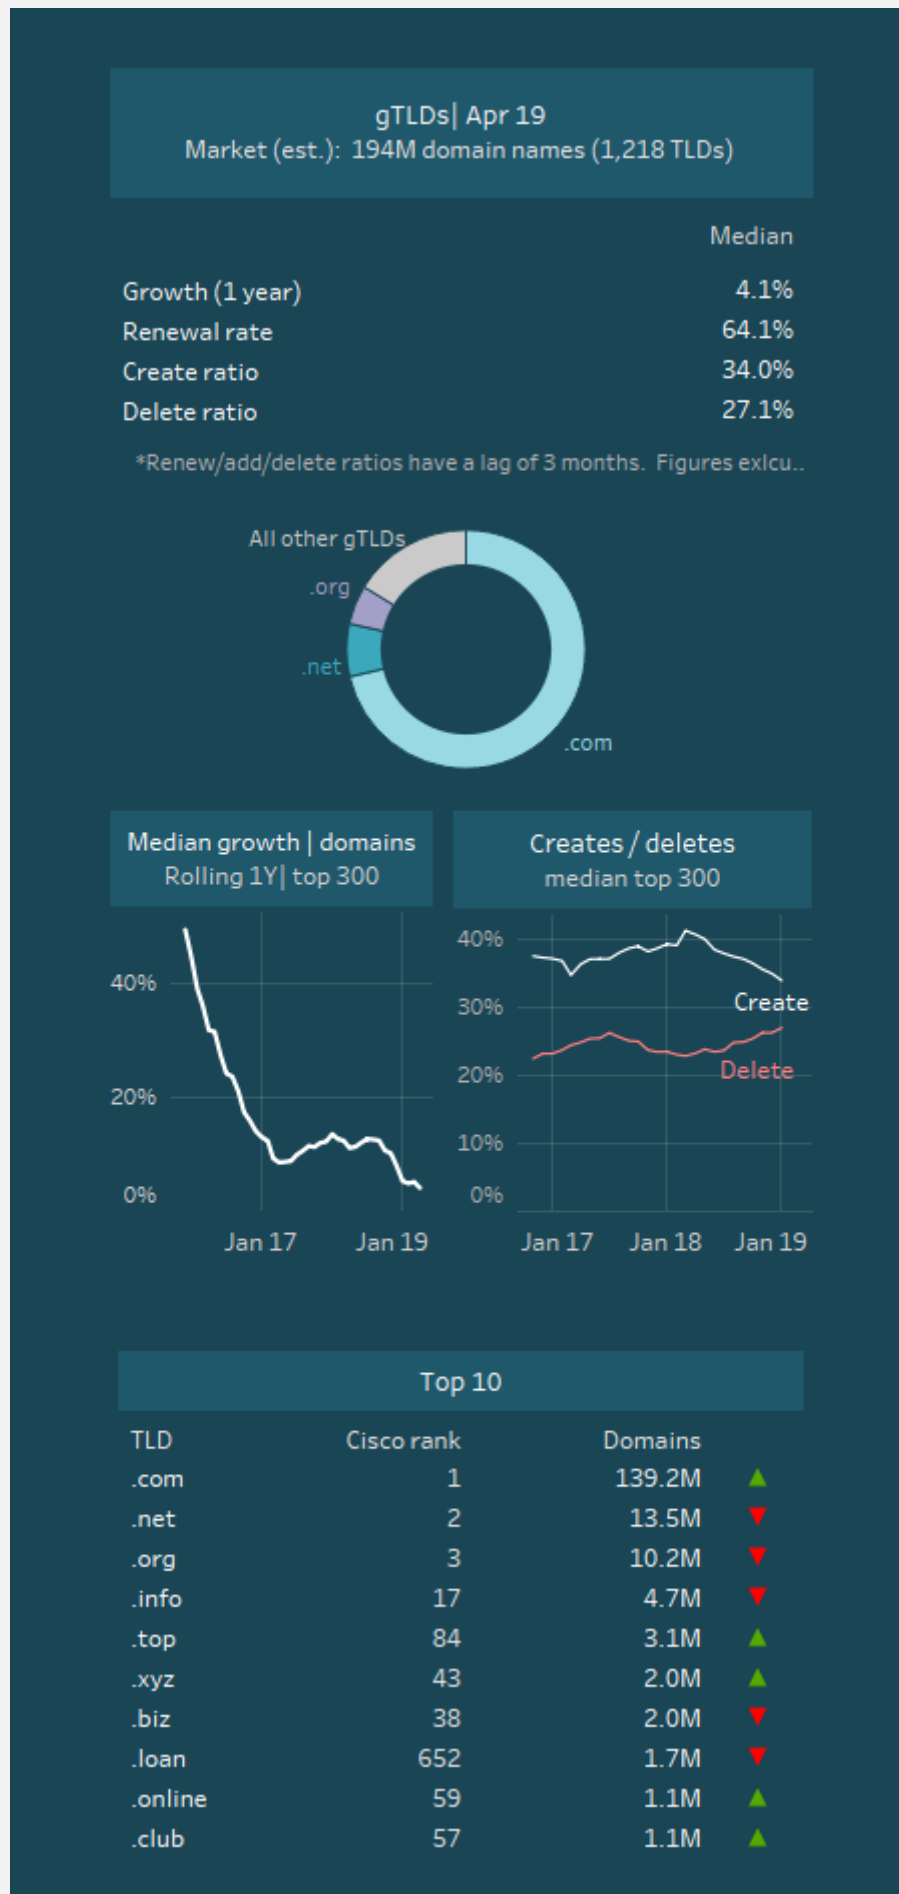 gTLDs| Apr 19
Market (est.): 194M domain names (1,218 TLDs)
Median
Growth (1 year) 4.1%
Renewal rate 64.1%
Create ratio 34.0%
Delete ratio 27.1%
*Renew/add/delete ratios have a lag of 3 months. Figures exlcu..
All other gTLDs
.org
.net
.com
Median growth | domains
Rolling 1Y| top 300
40%
20%
0%
Jan 17 Jan 19
Creates / deletes
median top 300
40%
30%
20%
10%
0%
Create
Delete
Jan 17 Jan 18 Jan 19
Top 10
TLD Cisco rank Domains
.com 1 139.2M
.net 2 13.5M
.org 3 10.2M
.info 17 4.7M
.top 84 3.1M
.xyz 43 2.0M
.biz 38 2.0M
.loan 652 1.7M
.online 59 1.1M
.club 57 1.1M